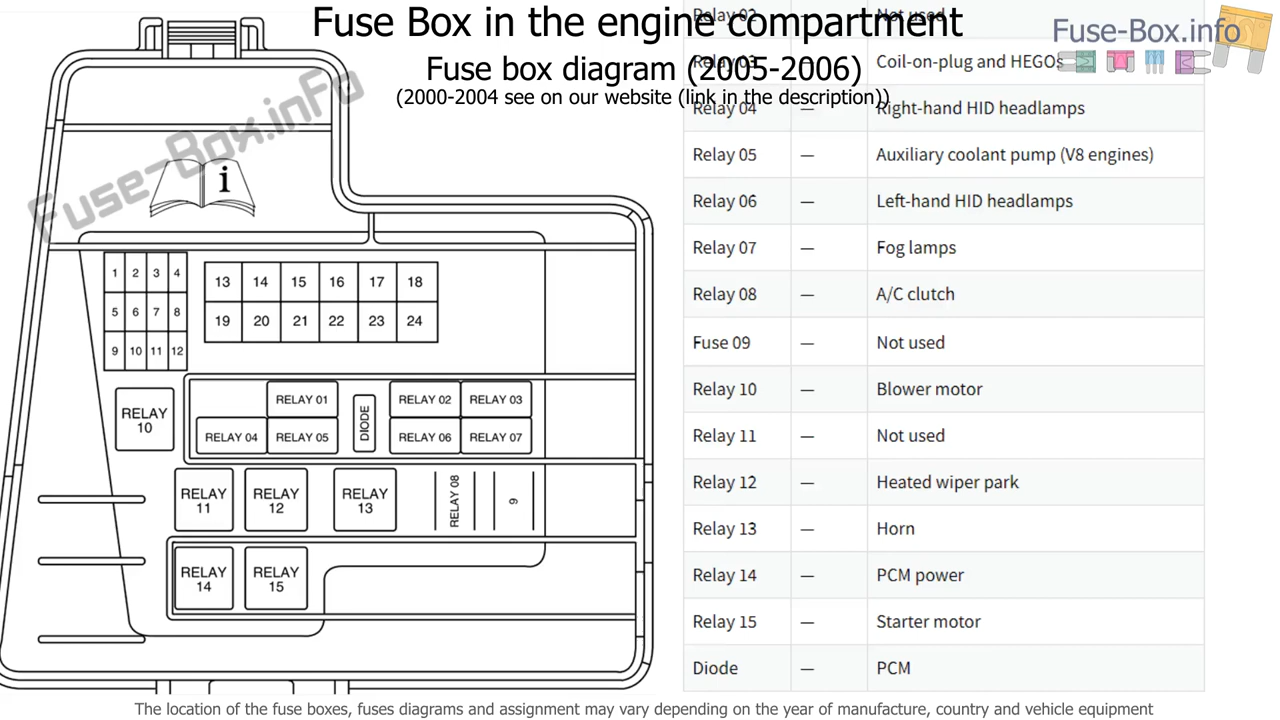 Fuse Box in the engine compartment
Fuse box diagram (2005-2006)
(2000-2004 see on our website (link in the description))
Fuse-Box.info
Fuse-Box.inFo
i
1 2 3 4
5 6 7 8
9 10 11 12
13 14 15 16 17 18
19 20 21 22 23 24
RELAY 01
RELAY 02
RELAY 03
DIODE
RELAY 04
RELAY 05
RELAY 06
RELAY 07
RELAY
10
RELAY
11
RELAY
12
RELAY
13
RELAY 08
9
RELAY
14
RELAY
15
Relay 02 — Not used
Relay 03 — Coil-on-plug and HEGOs
Relay 04 — Right-hand HID headlamps
Relay 05 — Auxiliary coolant pump (V8 engines)
Relay 06 — Left-hand HID headlamps
Relay 07 — Fog lamps
Relay 08 — A/C clutch
Fuse 09 — Not used
Relay 10 — Blower motor
Relay 11 — Not used
Relay 12 — Heated wiper park
Relay 13 — Horn
Relay 14 — PCM power
Relay 15 — Starter motor
Diode — PCM
The location of the fuse boxes, fuses diagrams and assignment may vary depending on the year of manufacture, country and vehicle equipment